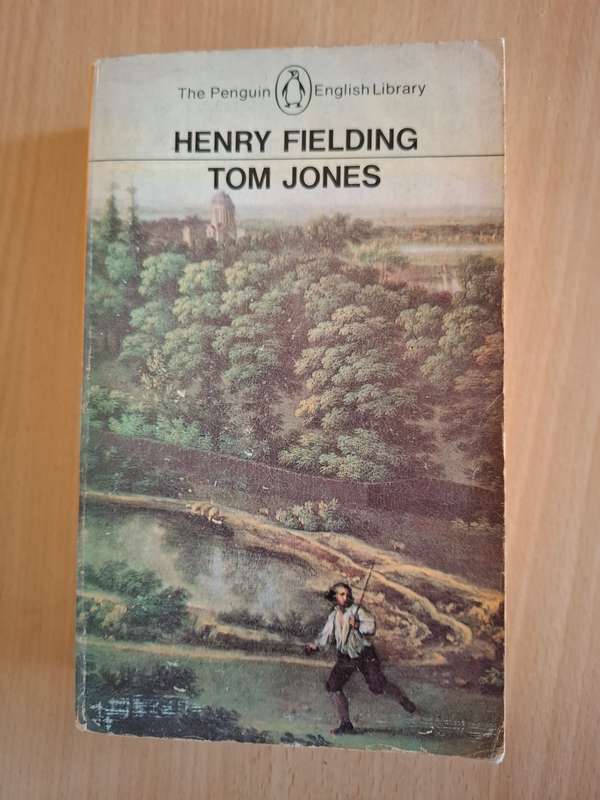 The Penguin English Library
HENRY FIELDING
TOM JONES